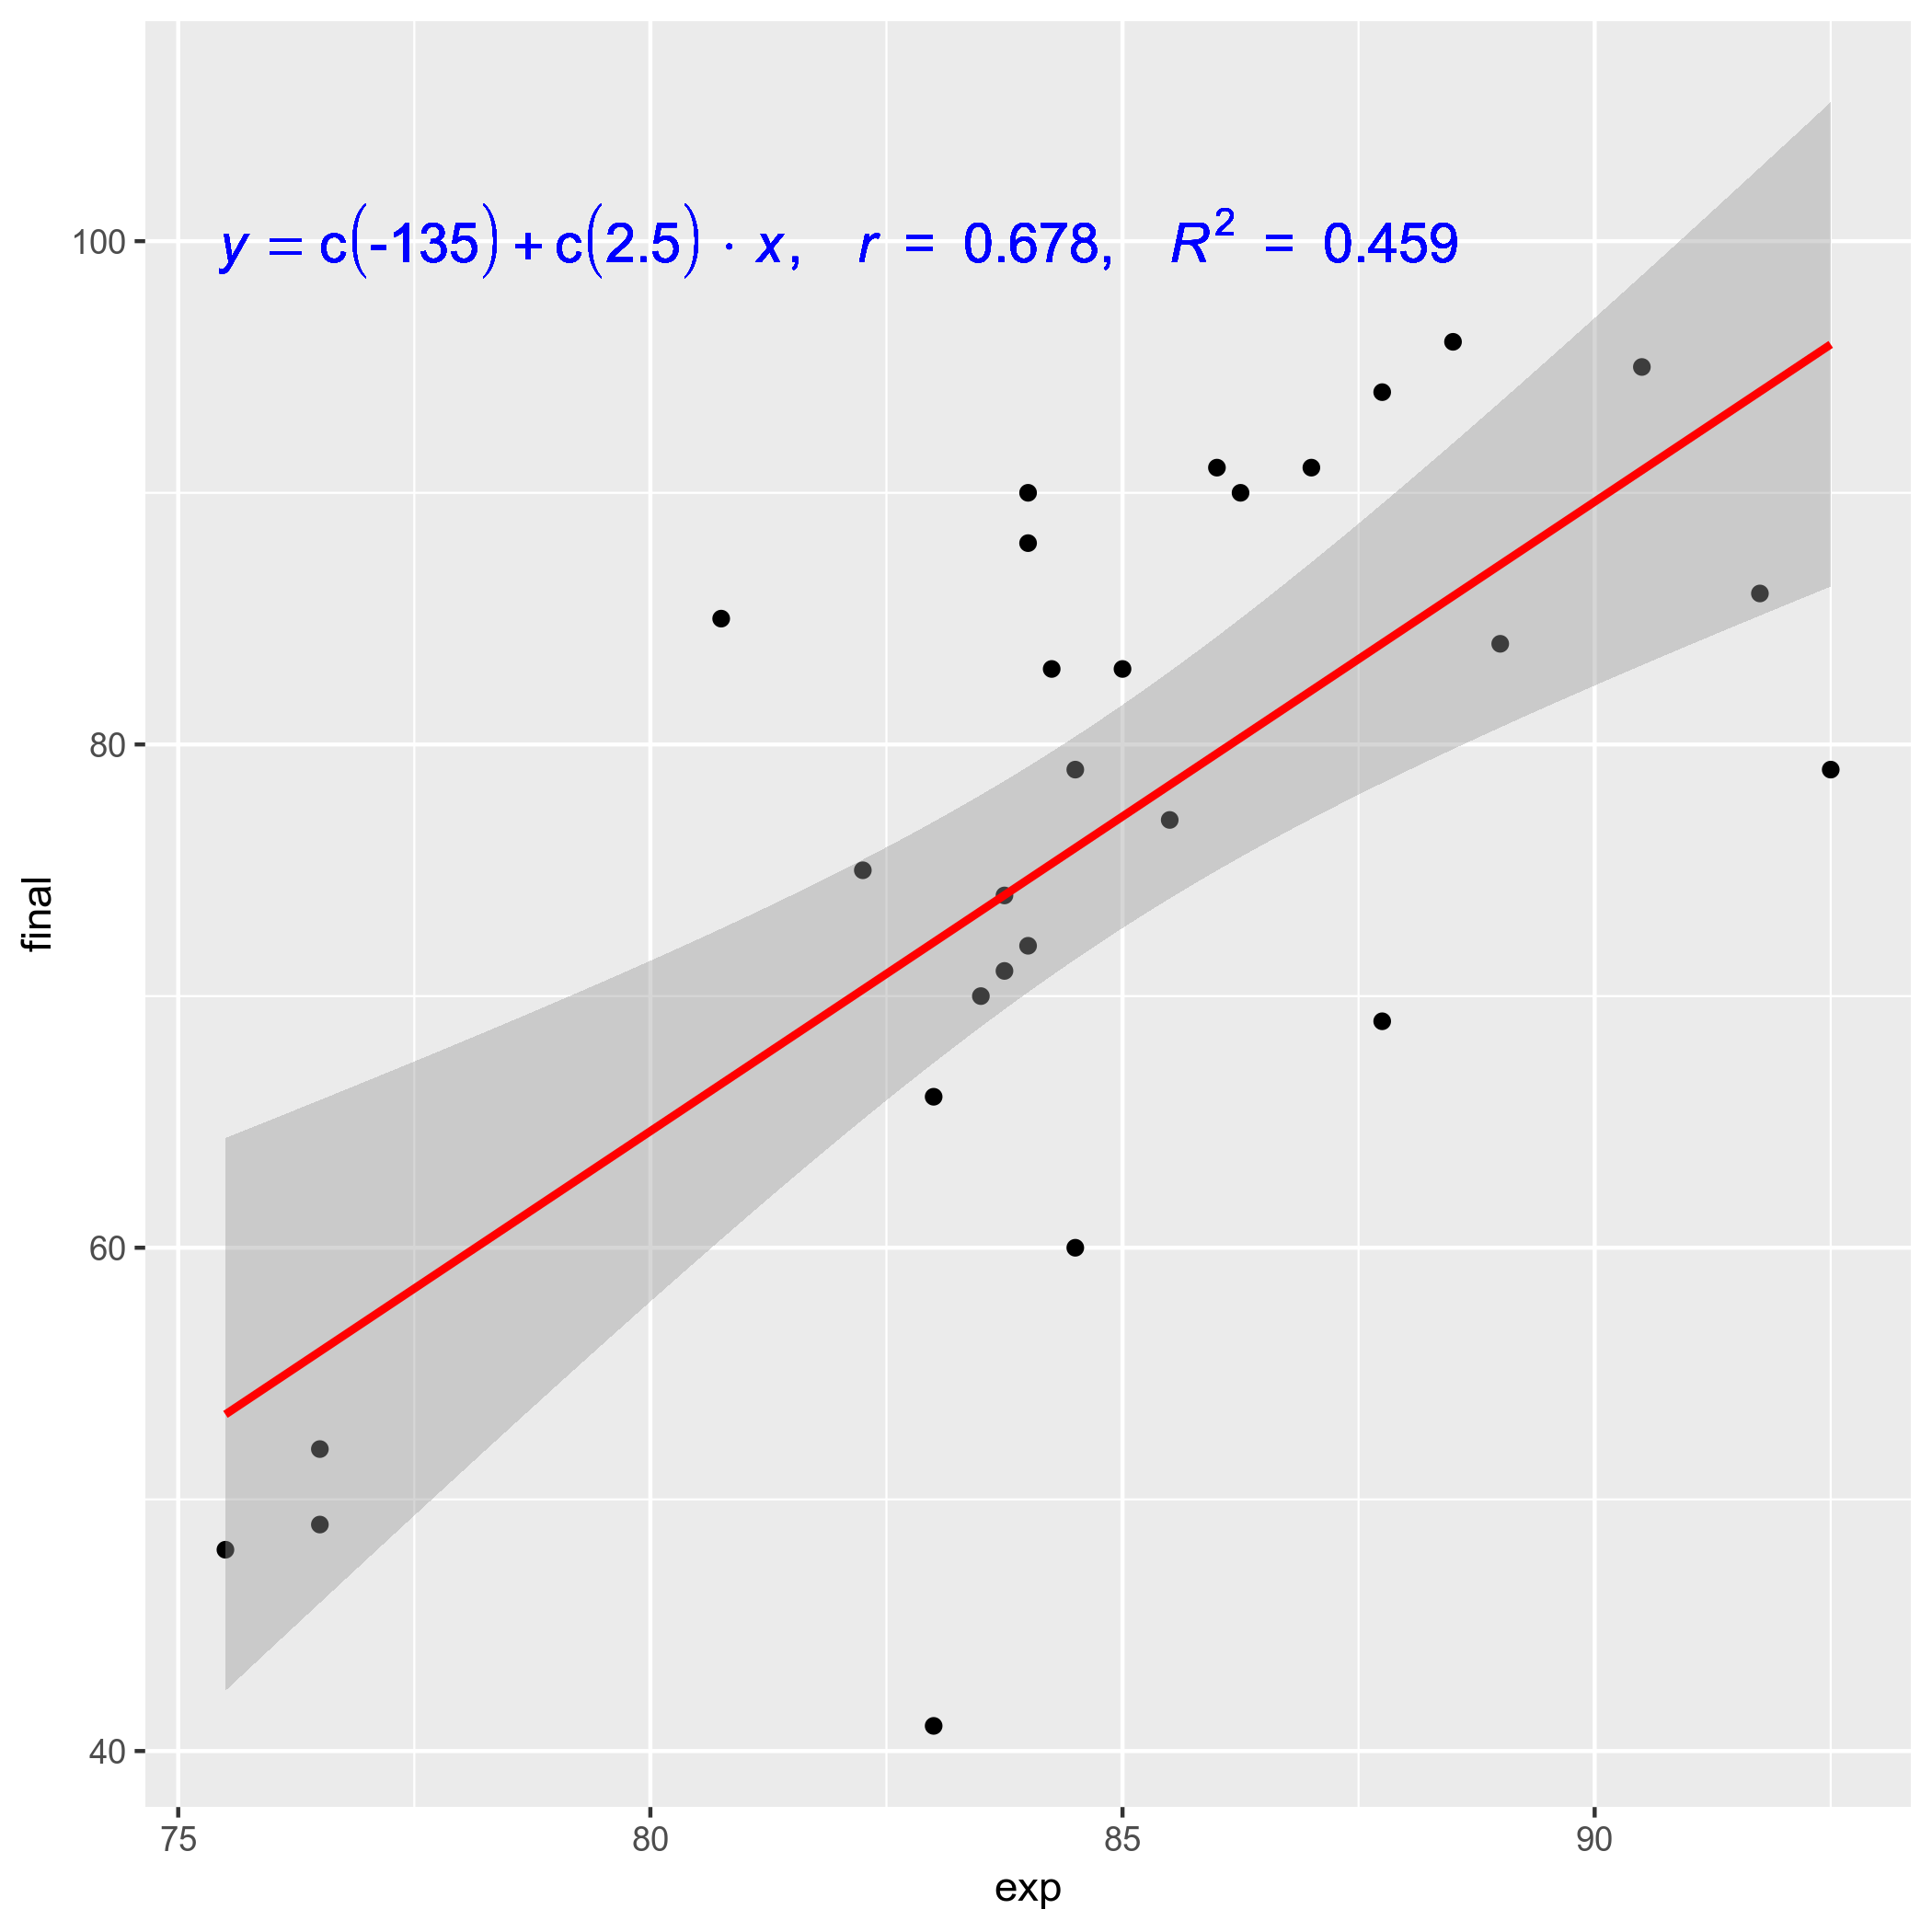 y = c(-135) + c(2.5) · x, r = 0.678, R² = 0.459
100
80
60
40
final
75 80 85 90
exp